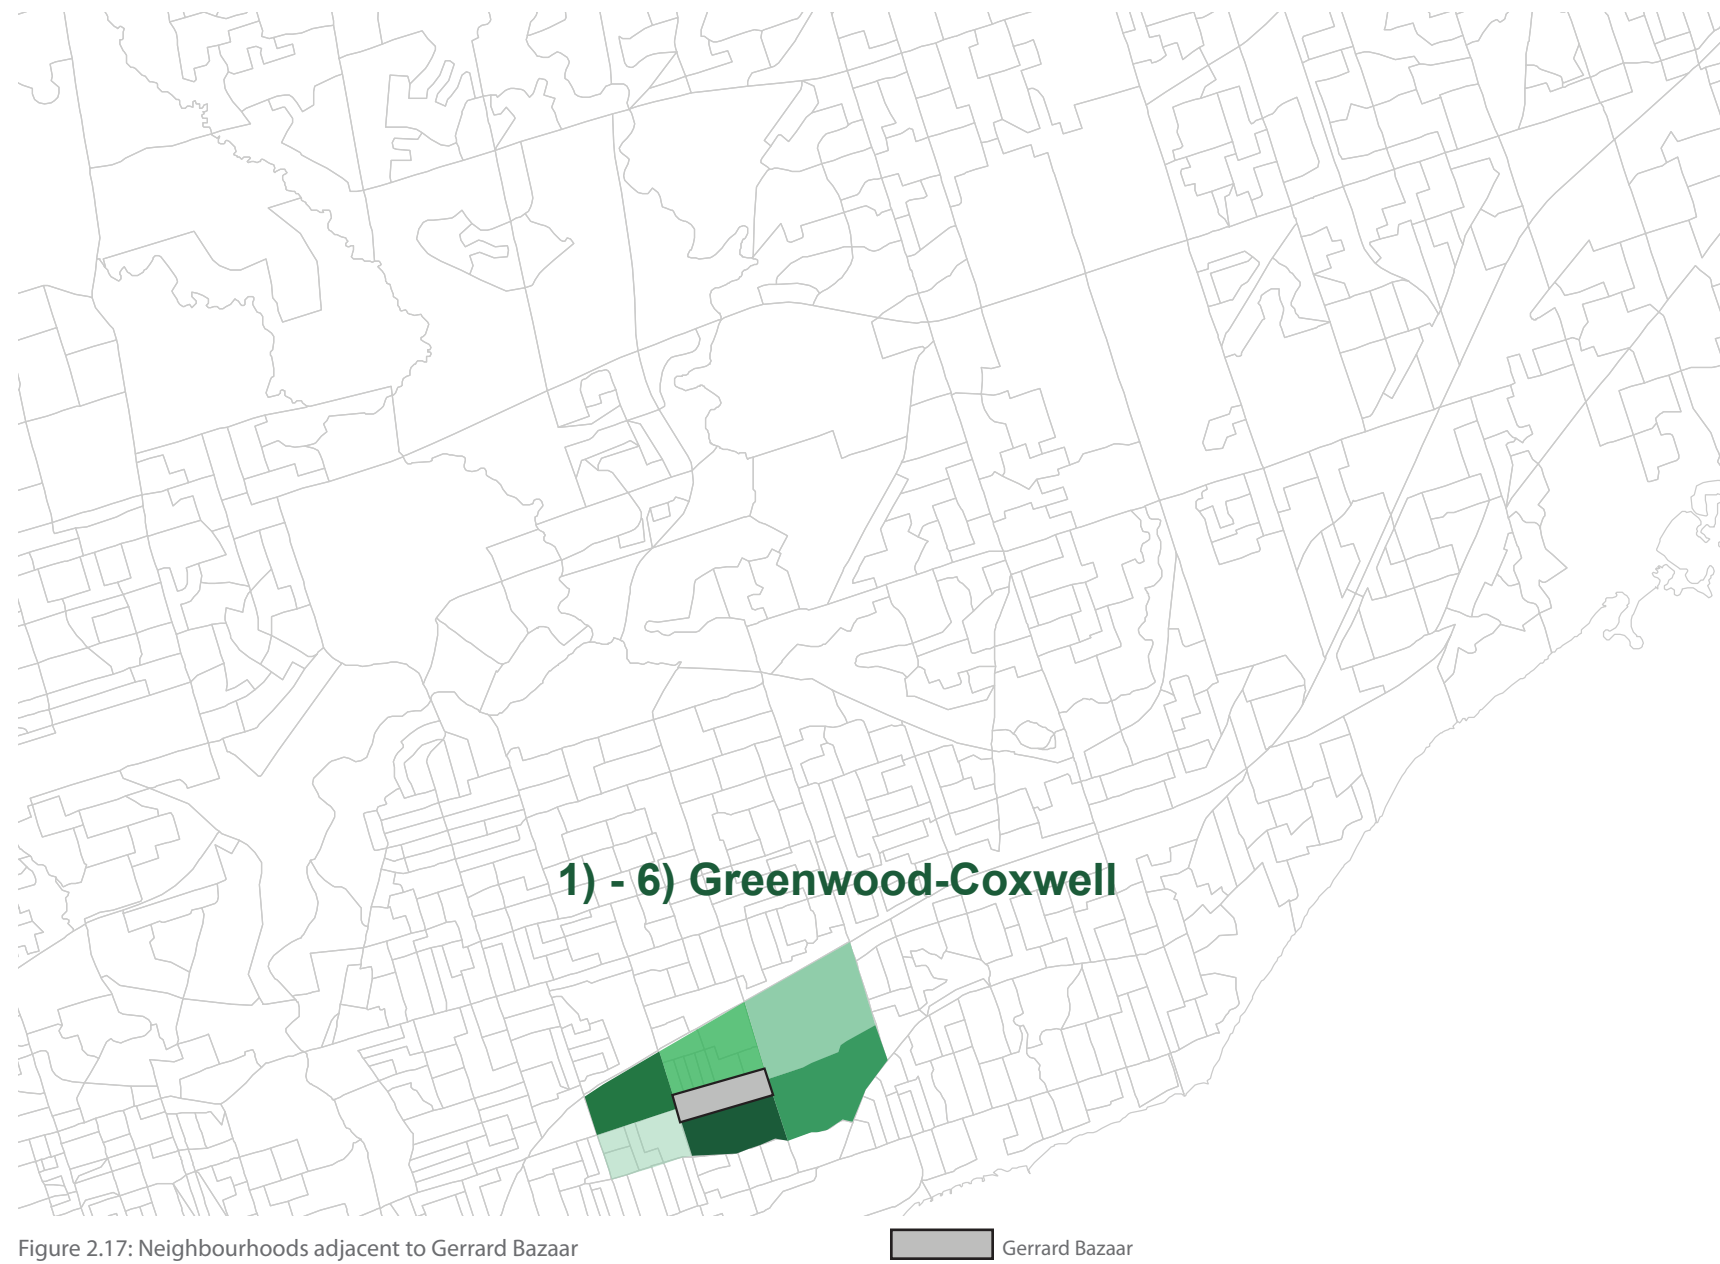 1) - 6) Greenwood-Coxwell
Figure 2.17: Neighbourhoods adjacent to Gerrard Bazaar
Gerrard Bazaar